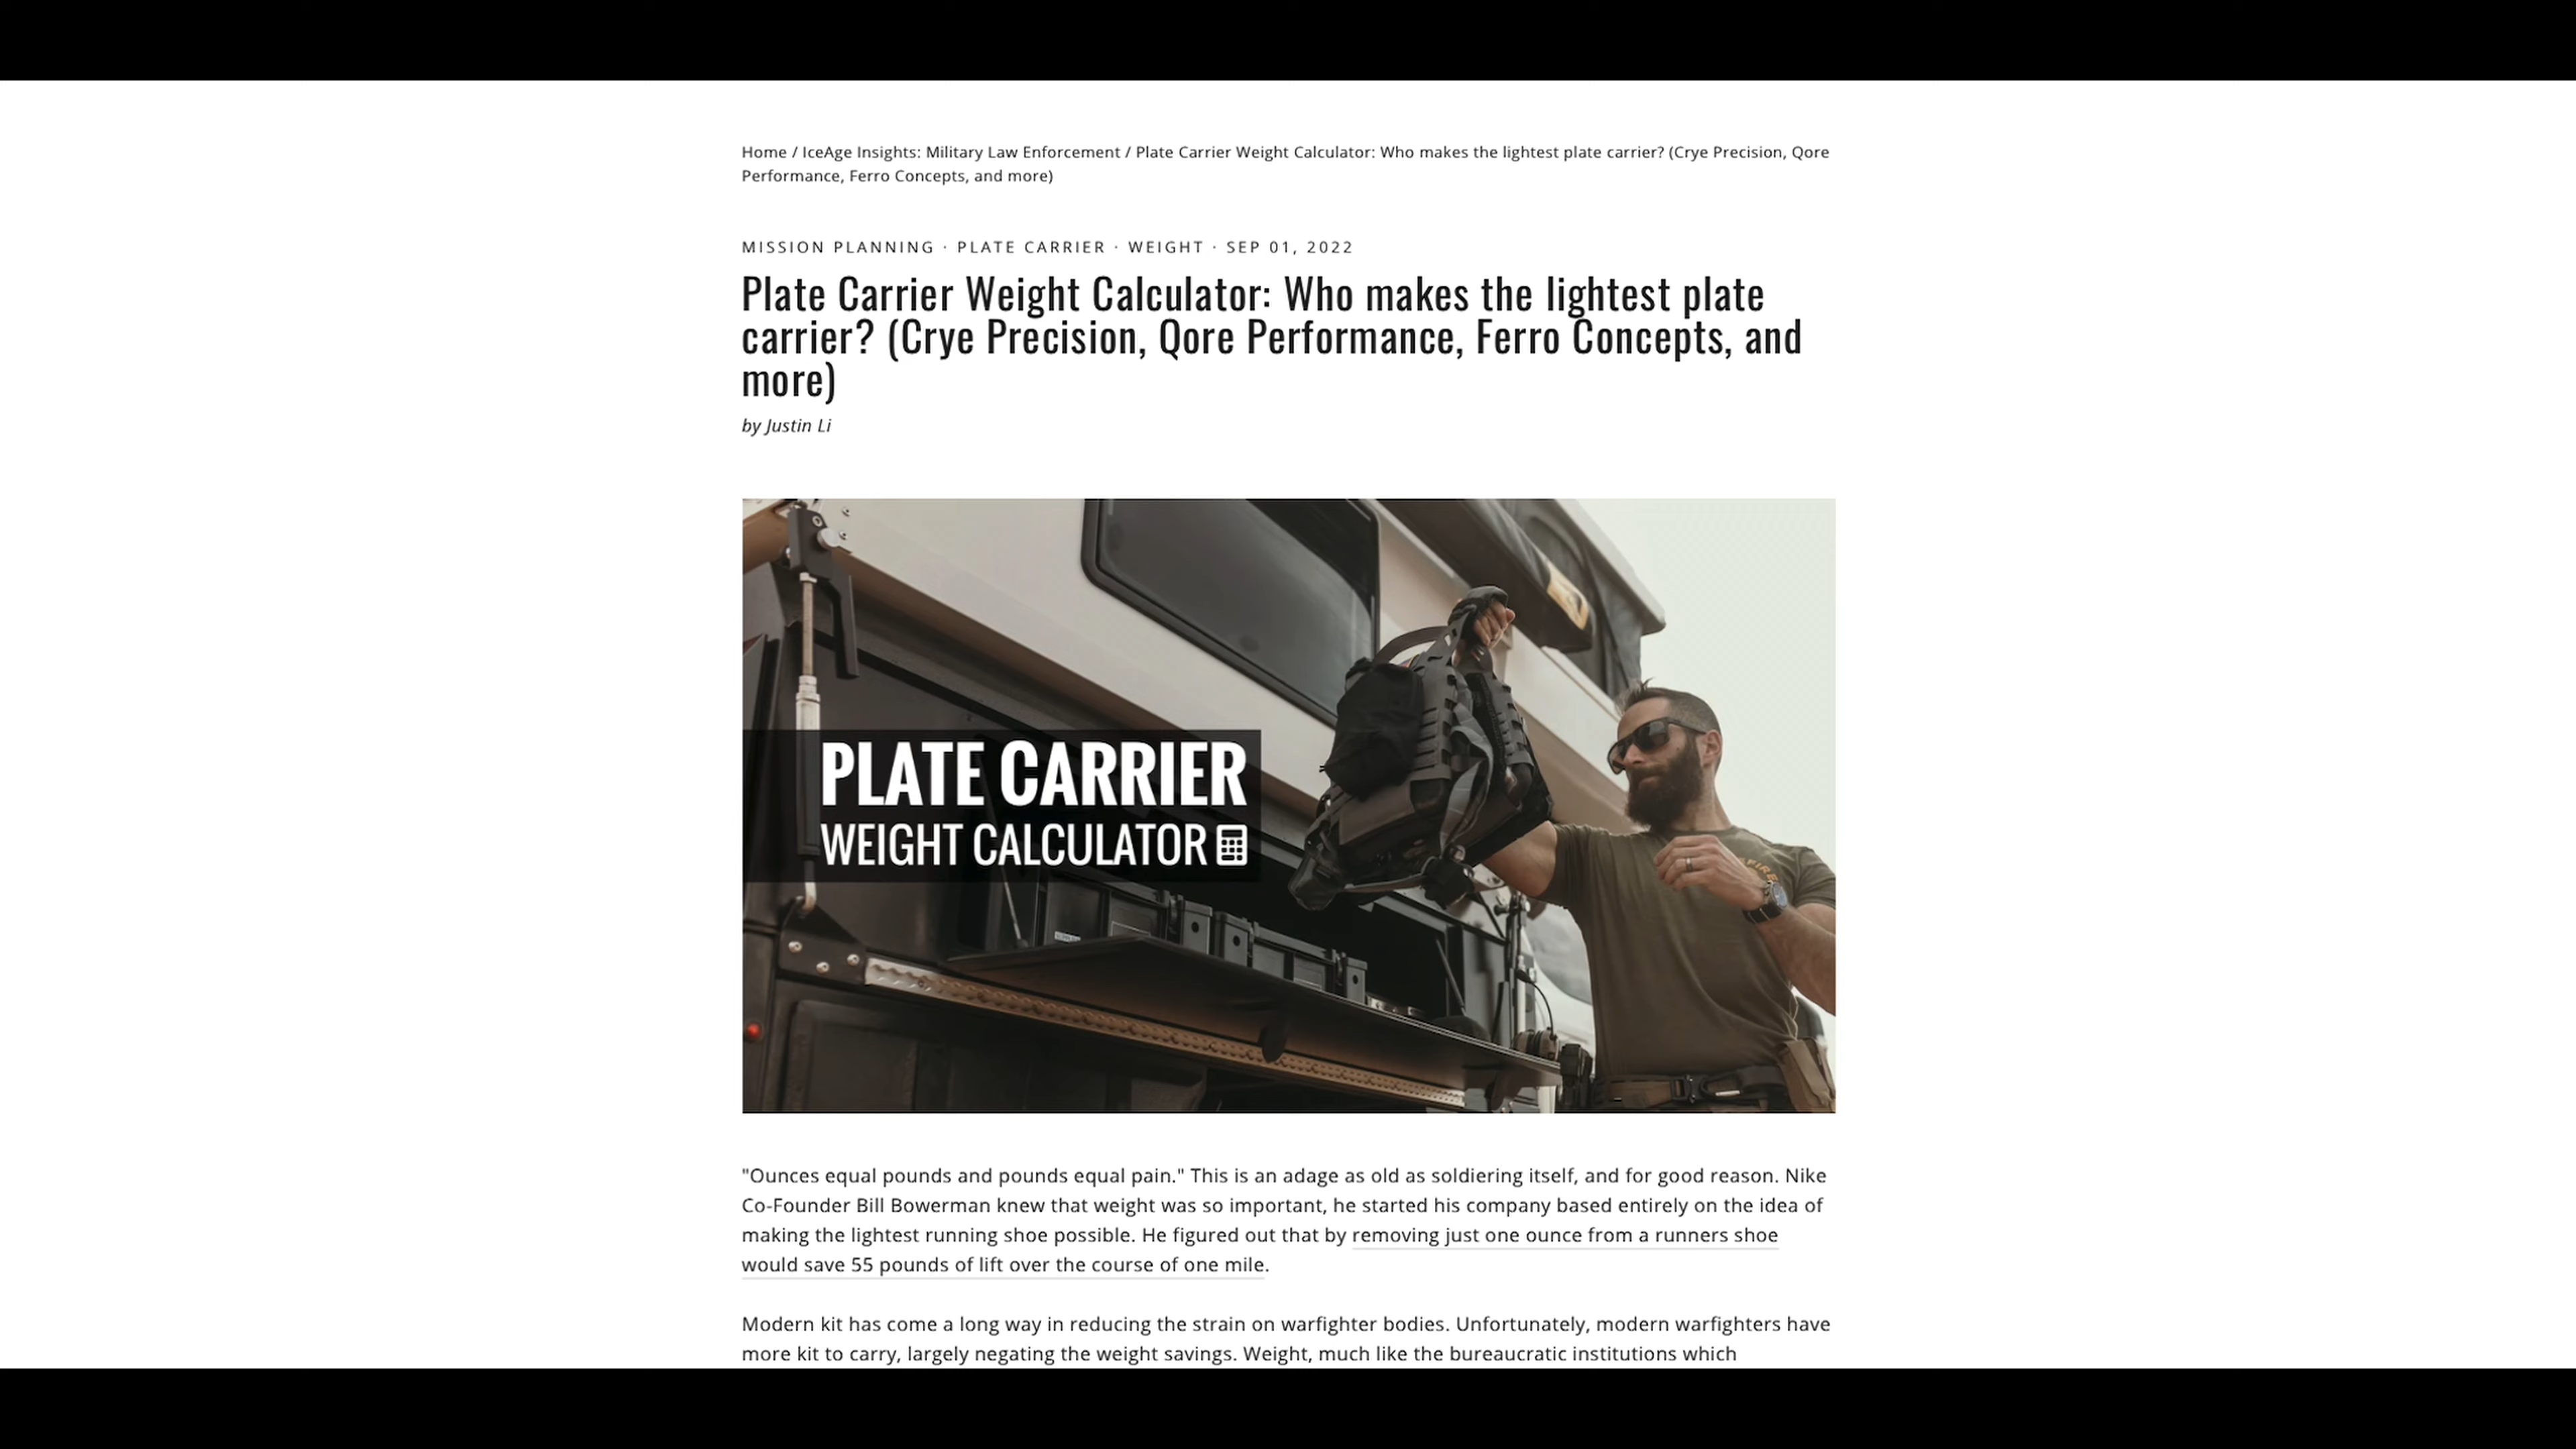 Home / IceAge Insights: Military Law Enforcement / Plate Carrier Weight Calculator: Who makes the lightest plate carrier? (Crye Precision, Qore
Performance, Ferro Concepts, and more)
MISSION PLANNING · PLATE CARRIER · WEIGHT · SEP 01, 2022
Plate Carrier Weight Calculator: Who makes the lightest plate
carrier? (Crye Precision, Qore Performance, Ferro Concepts, and
more)
by Justin Li
PLATE CARRIER
WEIGHT CALCULATOR
"Ounces equal pounds and pounds equal pain." This is an adage as old as soldiering itself, and for good reason. Nike
Co-Founder Bill Bowerman knew that weight was so important, he started his company based entirely on the idea of
making the lightest running shoe possible. He figured out that by removing just one ounce from a runners shoe
would save 55 pounds of lift over the course of one mile.
Modern kit has come a long way in reducing the strain on warfighter bodies. Unfortunately, modern warfighters have
more kit to carry, largely negating the weight savings. Weight, much like the bureaucratic institutions which